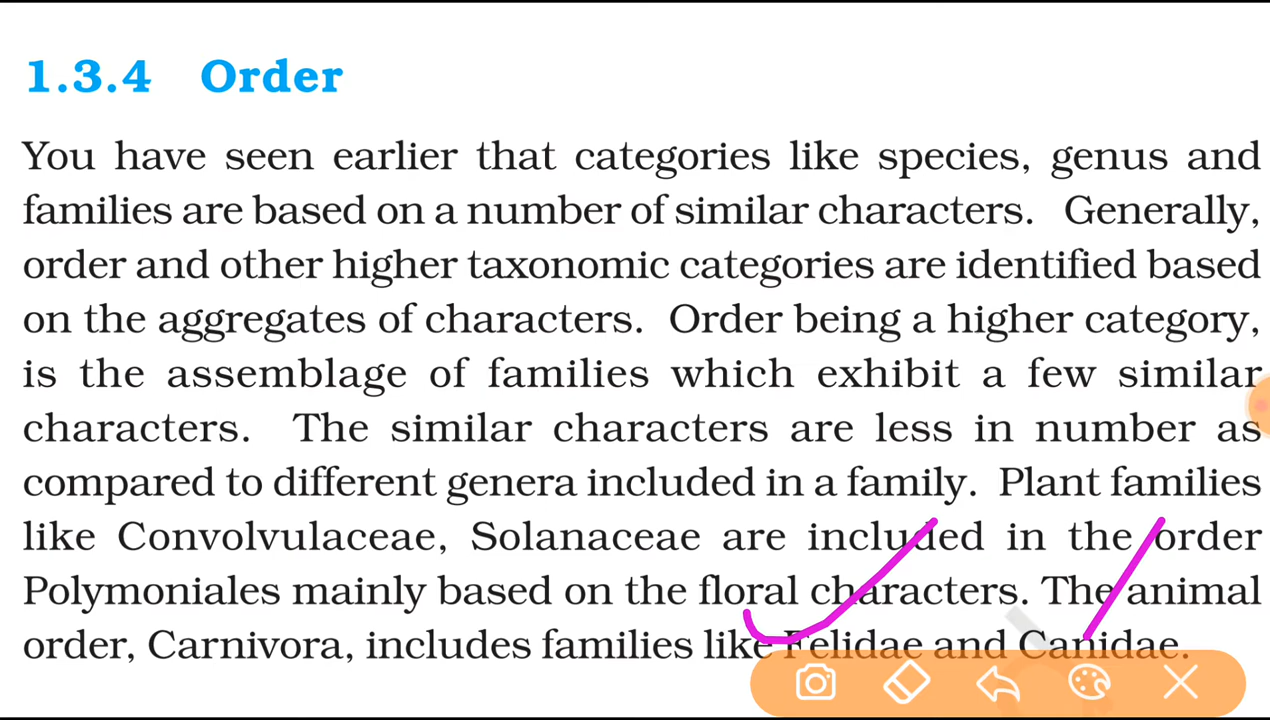 1.3.4 Order
You have seen earlier that categories like species, genus and
families are based on a number of similar characters. Generally,
order and other higher taxonomic categories are identified based
on the aggregates of characters. Order being a higher category,
is the assemblage of families which exhibit a few similar
characters. The similar characters are less in number as
compared to different genera included in a family. Plant families
like Convolvulaceae, Solanaceae are included in the order
Polymoniales mainly based on the floral characters. The animal
order, Carnivora, includes families like Felidae and Canidae.